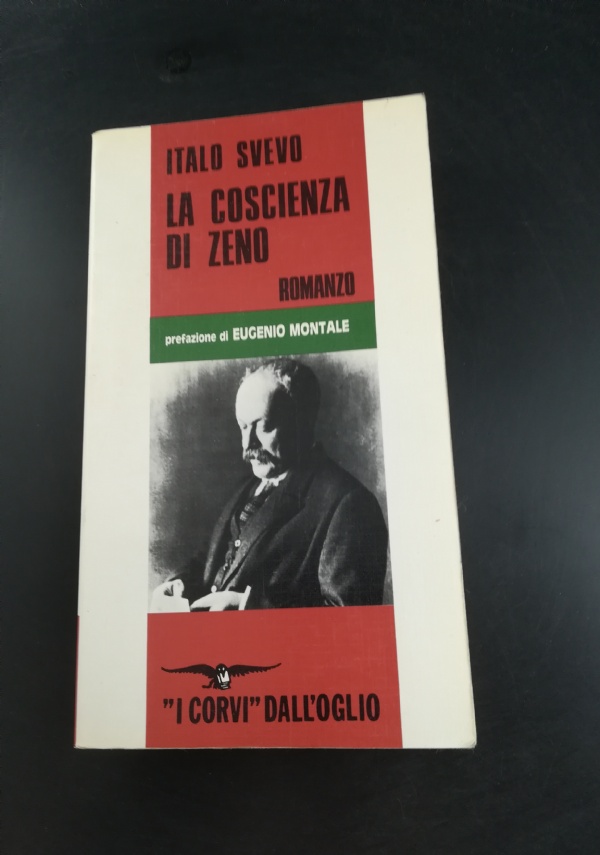 ITALO SVEVO
LA COSCIENZA
DI ZENO
ROMANZO
prefazione di EUGENIO MONTALE
"I CORVI" DALL'OGLIO